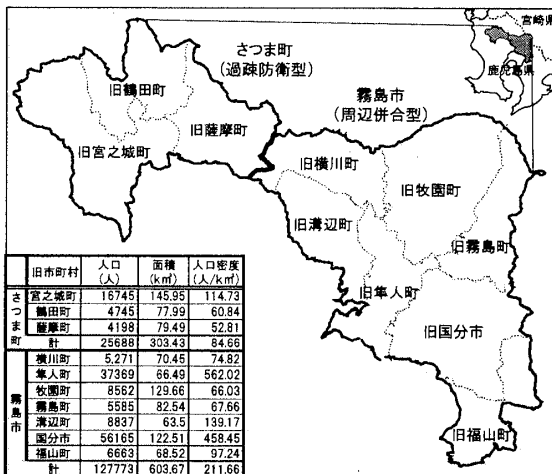 宮崎県
鹿児島県
さつま町
(過疎防衛型)
霧島市
(周辺併合型)
旧鶴田町
旧薩摩町
旧宮之城町
旧横川町
旧牧園町
旧溝辺町
旧霧島町
旧隼人町
旧国分市
旧福山町
旧市町村 人口(人) 面積(k㎡) 人口密度(人/k㎡)
さつま町
宮之城町 16745 145.95 114.73
鶴田町 4745 77.99 60.84
薩摩町 4198 79.49 52.81
計 25688 303.43 84.66
霧島市
横川町 5,271 70.45 74.82
隼人町 37369 66.49 562.02
牧園町 8562 129.66 66.03
霧島町 5585 82.54 67.66
溝辺町 8837 63.5 139.17
国分市 56165 122.51 458.45
福山町 6663 68.52 97.24
計 127773 603.67 211.66